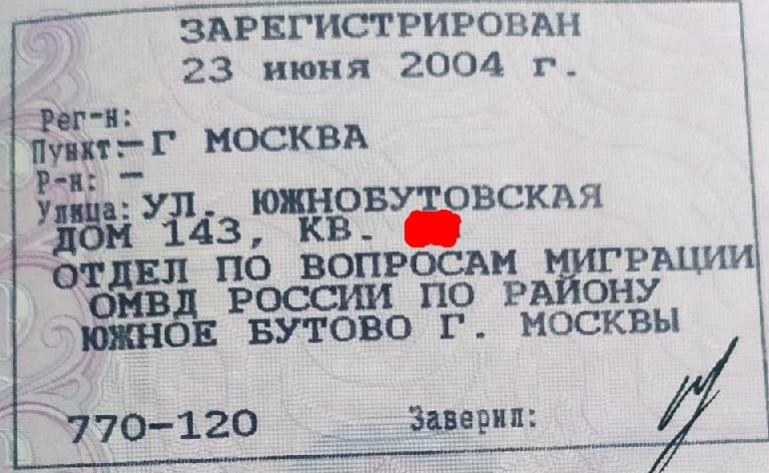 ЗАРЕГИСТРИРОВАН
23 июня 2004 г.
Рег-н:
Пункт:-Г МОСКВА
Р-н: -
Улица: УЛ. ЮЖНОБУТОВСКАЯ
ДОМ 143, КВ.
ОТДЕЛ ПО ВОПРОСАМ МИГРАЦИИ
ОМВД РОССИИ ПО РАЙОНУ
ЮЖНОЕ БУТОВО Г. МОСКВЫ
770-120 Заверил: